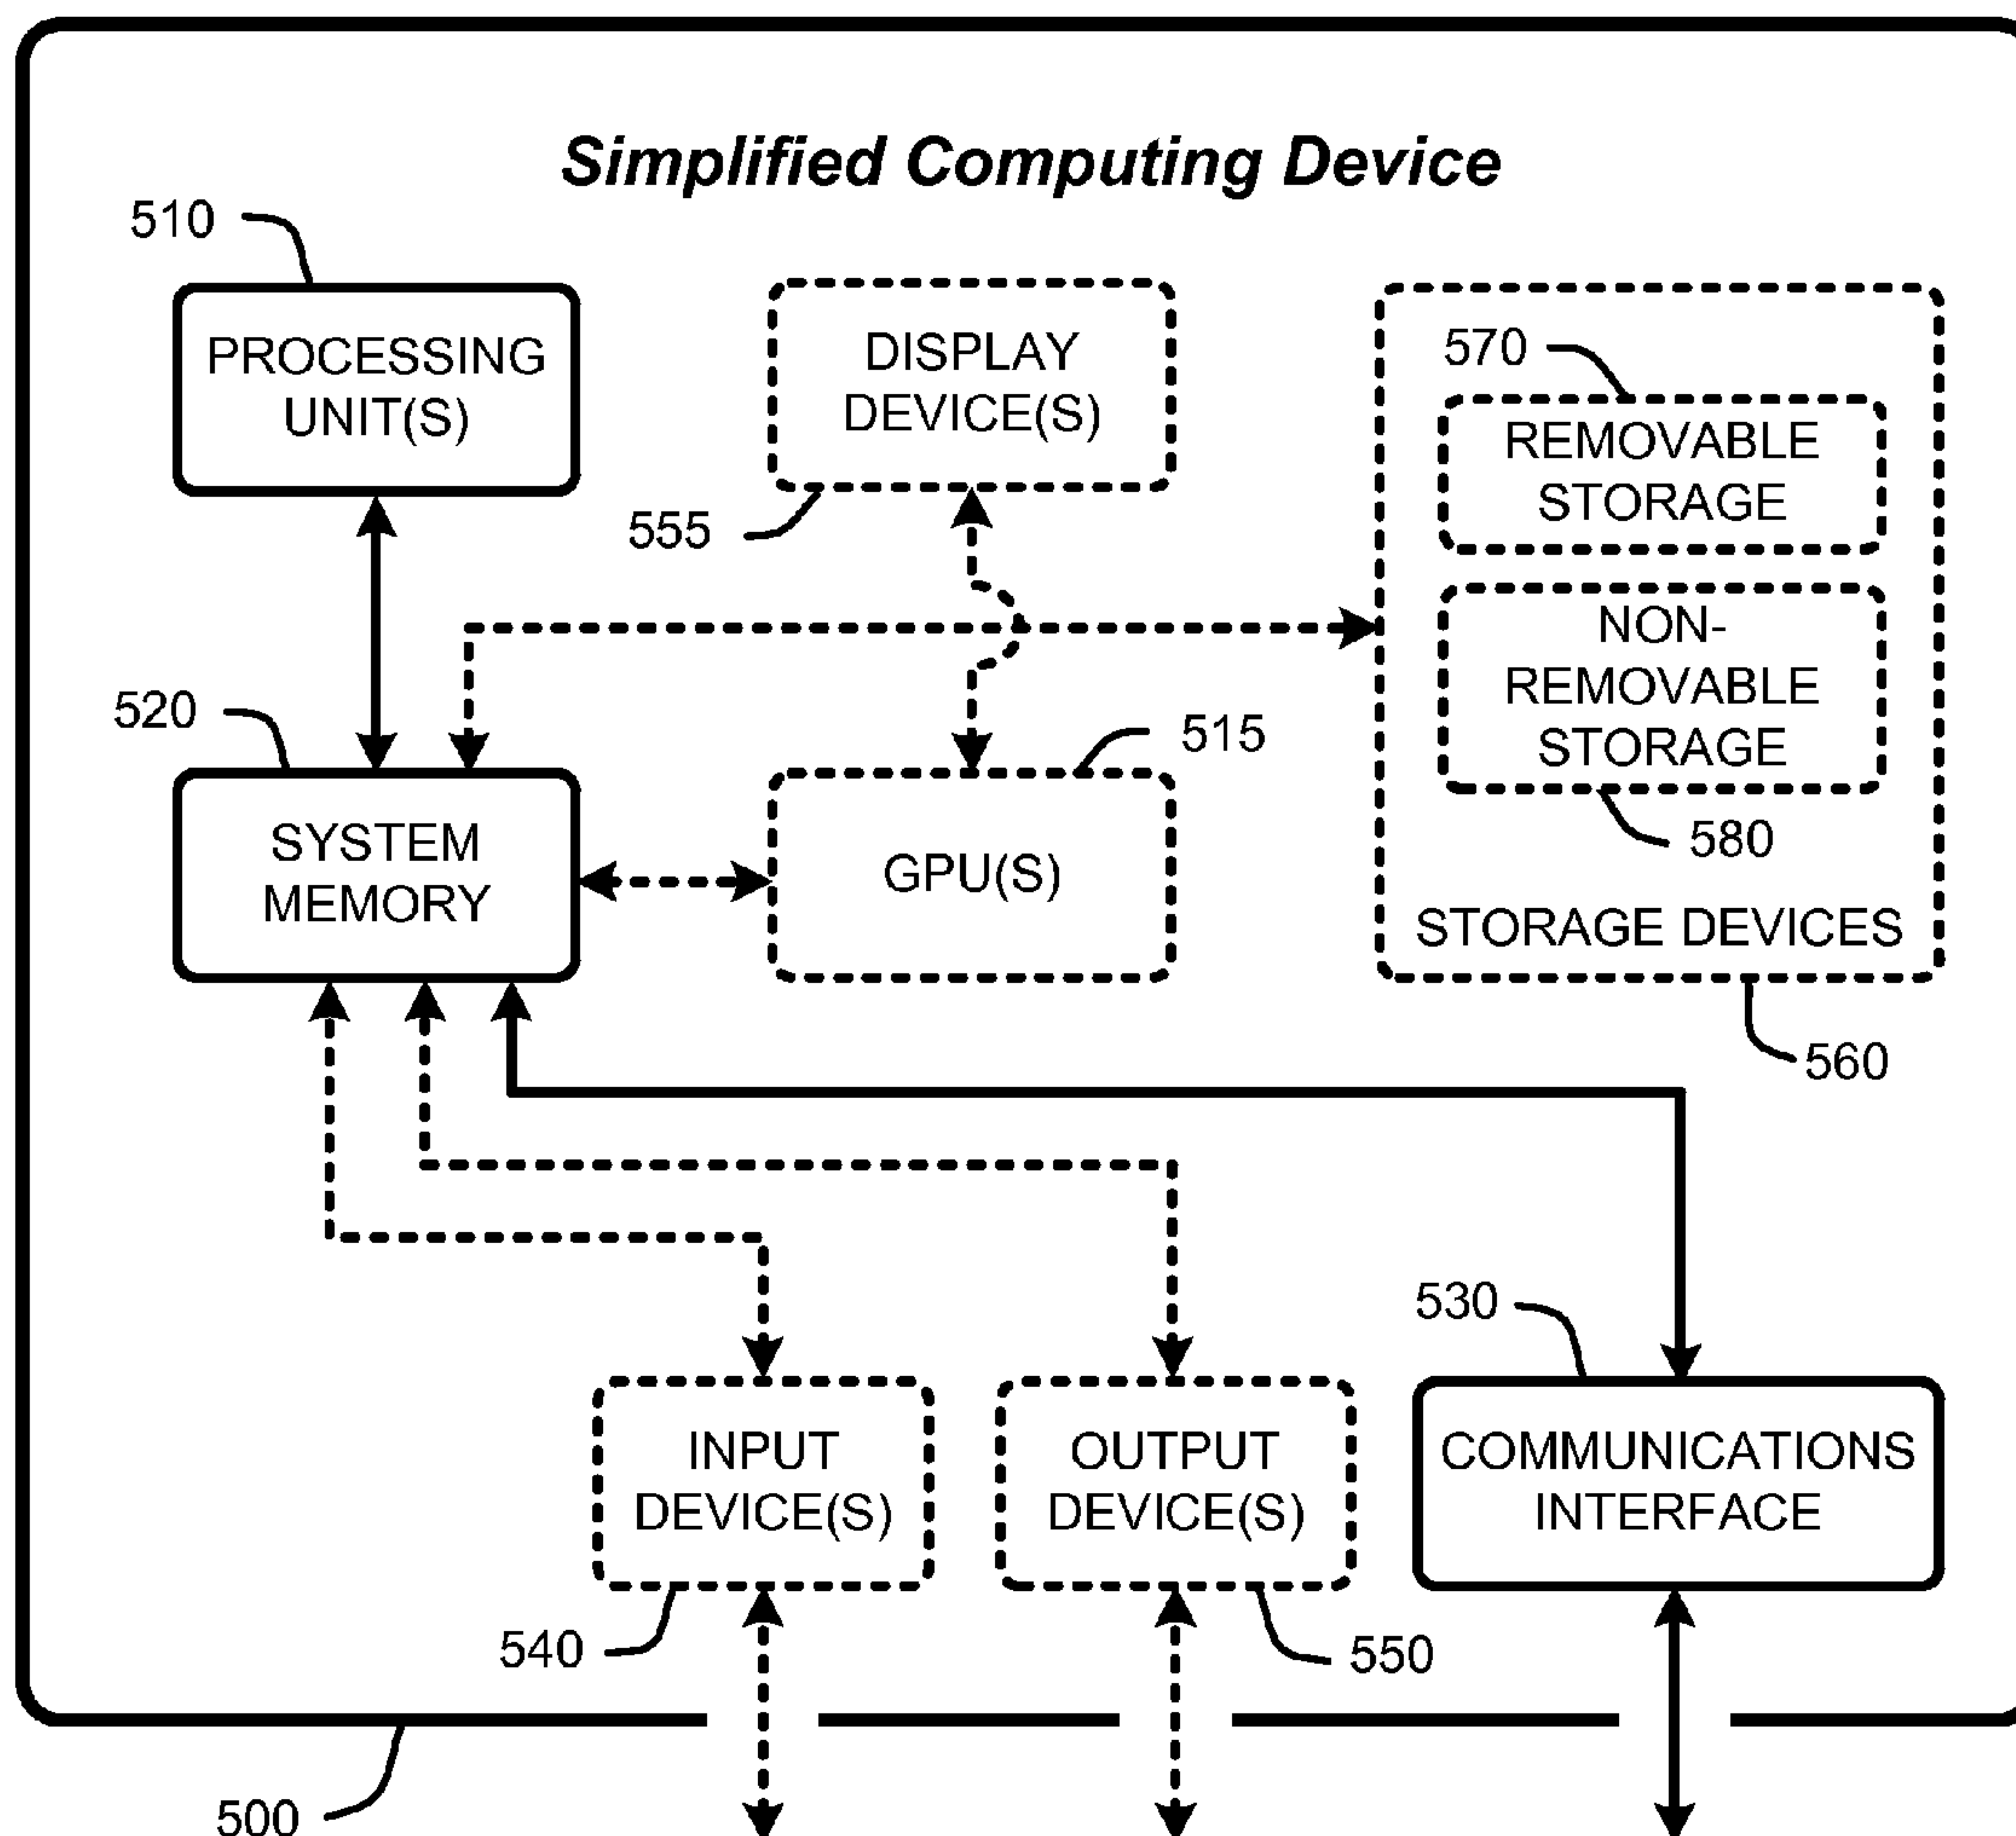 Simplified Computing Device
510
PROCESSING
UNIT(S)
DISPLAY
DEVICE(S)
555
570
REMOVABLE
STORAGE
NON-
REMOVABLE
STORAGE
580
STORAGE DEVICES
560
520
SYSTEM
MEMORY
515
GPU(S)
530
INPUT
DEVICE(S)
540
OUTPUT
DEVICE(S)
550
COMMUNICATIONS
INTERFACE
500